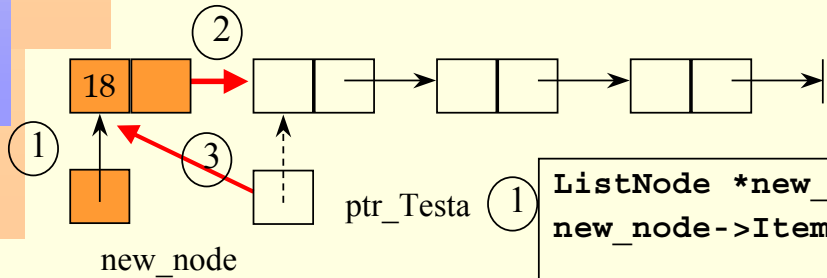 2
18
1
3
ptr_Testa
1
ListNode *new_
new_node->Item
new_node